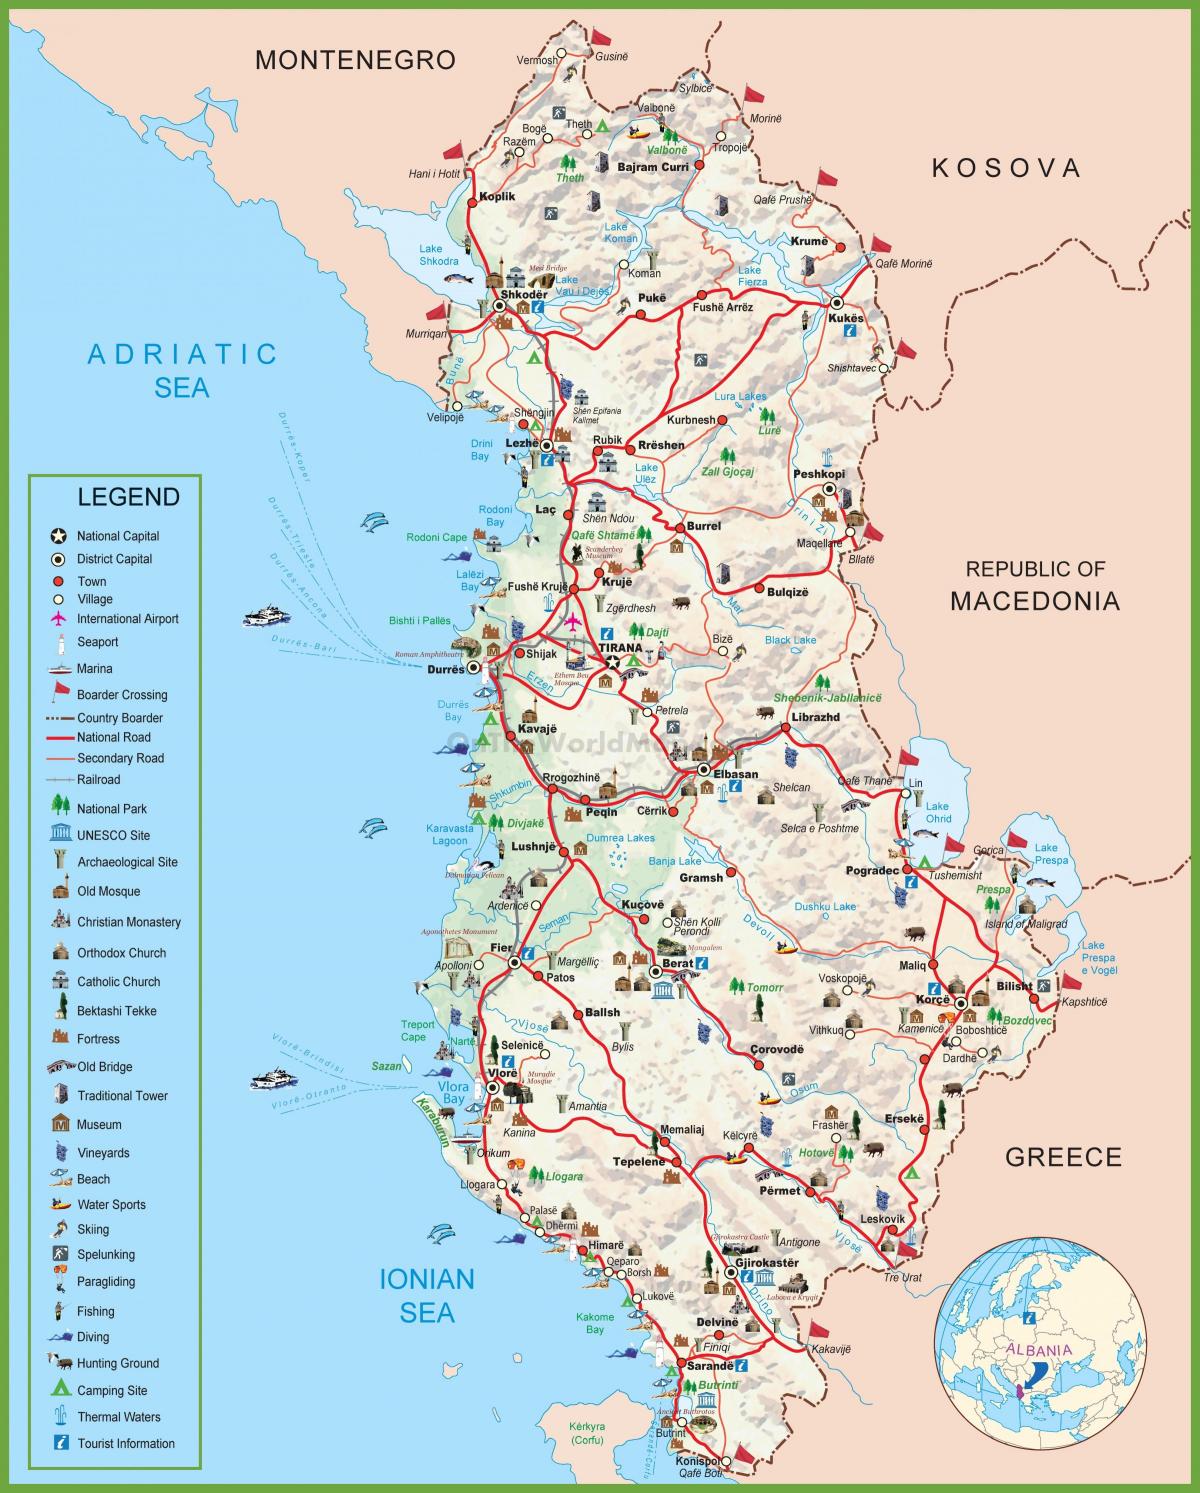 MONTENEGRO
KOSOVA
ADRIATIC
SEA
REPUBLIC OF
MACEDONIA
GREECE
IONIAN
SEA
LEGEND
National Capital
District Capital
Town
Village
International Airport
Seaport
Marina
Boarder Crossing
Country Boarder
National Road
Secondary Road
Railroad
National Park
UNESCO Site
Archaeological Site
Old Mosque
Christian Monastery
Orthodox Church
Catholic Church
Bektashi Tekke
Fortress
Old Bridge
Traditional Tower
Museum
Vineyards
Beach
Water Sports
Skiing
Spelunking
Paragliding
Fishing
Diving
Hunting Ground
Camping Site
Thermal Waters
Tourist Information
Vermosh
Gusinë
Sylbicë
Valbonë
Morinë
Bogë
Theth
Razëm
Valbonë
Tropojë
Hani i Hotit
Theth
Bajram Curri
Koplik
Qafë Prushë
Lake
Koman
Krumë
Lake
Shkodra
Qafë Morinë
Mesi Bridge
Koman
Lake
Fierza
Lake
Vau i Dejës
Shkodër
Pukë
Fushë Arrëz
Kukës
Murriqan
Shishtavec
Bunë
Lura Lakes
Velipojë
Shëngjin
Shën Epifania
Kallmet
Kurbnesh
Lurë
Drini
Bay
Lezhë
Rubik
Rrëshen
Lake
Ulëz
Zall Gjoçaj
Peshkopi
Rodoni
Bay
Laç
Shën Ndou
Drini Zi
Burrel
Rodoni Cape
Qafë Shtamë
Maqellarë
Scanderbeg
Museum
Bllatë
Lalëzi
Bay
Fushë Krujë
Krujë
Bulqizë
Zgërdhesh
Mat
Bishti i Pallës
Dajti
Bizë
Black Lake
Roman Amphitheatre
TIRANA
Shijak
Durrës
Erzen
Ethem Beu
Mosque
Shebenik-Jabllanicë
Durrës
Bay
Petrela
Librazhd
Kavajë
OnTheWorldMap
Elbasan
Qafë Thanë
Lin
Rrogozhinë
Shkumbin
Shelcan
Lake
Ohrid
Peqin
Cërrik
Divjakë
Selca e Poshtme
Karavasta
Lagoon
Dumrea Lakes
Lushnjë
Gorica
Lake
Prespa
Banja Lake
Dalmatian Pelican
Gramsh
Pogradec
Tushemisht
Prespa
Ardenicë
Kuçovë
Dushku Lake
Shën Kolli
Perondi
Seman
Devoll
Island of Maligrad
Agonothetes Monument
Mangalem
Fier
Lake
Prespa
e Vogël
Apolloni
Margëlliç
Berat
Maliq
Patos
Voskopojë
Tomorr
Korçë
Bilisht
Kapshticë
Ballsh
Vjosë
Treport
Cape
Vithkuq
Kamenicë
Bozdovec
Boboshticë
Nartë
Bylis
Selenicë
Çorovodë
Dardhë
Sazan
Vlorë
Muradie
Mosque
Vlora
Bay
Osum
Karaburun
Amantia
Frashër
Ersekë
Kanina
Memaliaj
Këlcyrë
Orikum
Hotovë
Tepelenë
Llogara
Llogara
Përmet
Palasë
Dhërmi
Leskovik
Vjosë
Himarë
Gjirokastra Castle
Antigone
Qeparo
Borsh
Gjirokastër
Tre Urat
Lukovë
Labova e Kryqit
Drino
Kakome
Bay
Delvinë
Finiqi
Kakavijë
Sarandë
Butrinti
Ancient Buthrotos
Butrint
Kërkyra
(Corfu)
Konispol
Qafë Botë
Durrës-Koper
Durrës-Trieste
Durrës-Ancona
Durrës-Bari
Vlorë-Brindisi
Vlorë-Otranto
ALBANIA